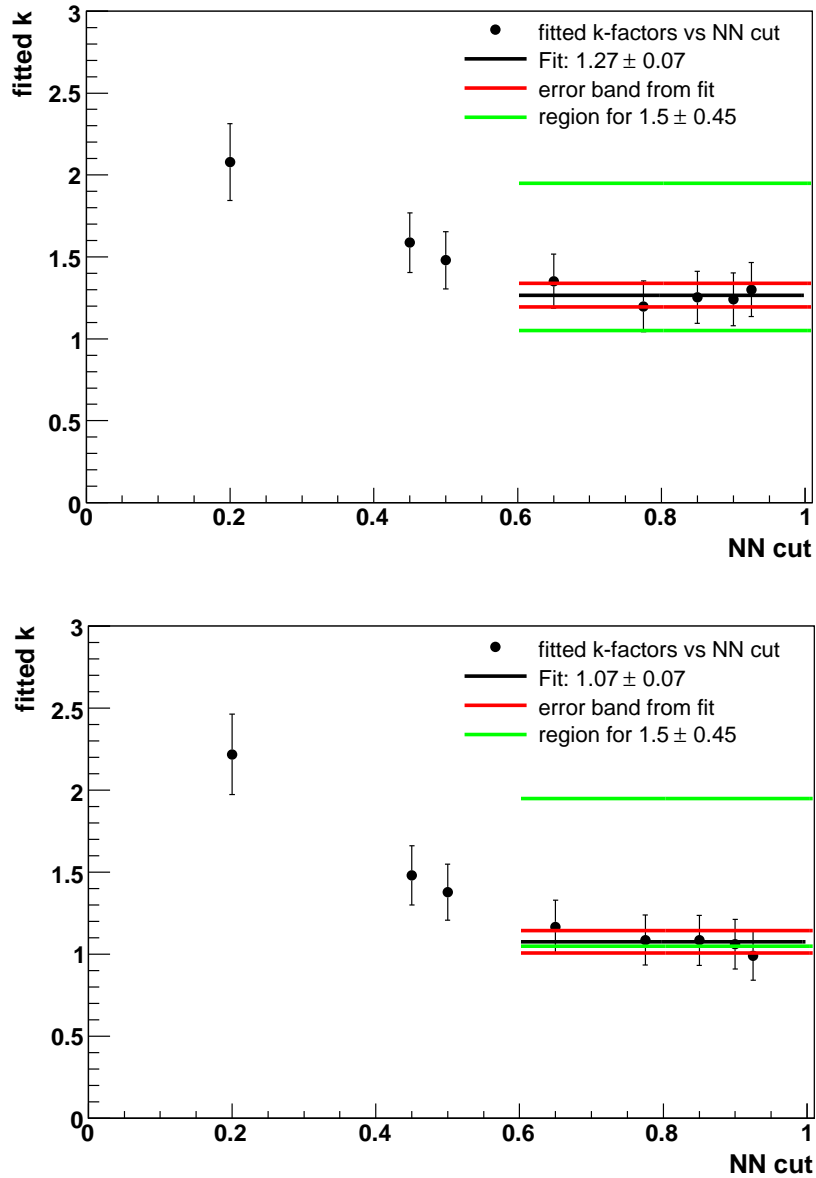 fitted k
3
2.5
2
1.5
1
0.5
0
fitted k-factors vs NN cut
Fit: 1.27 ± 0.07
error band from fit
region for 1.5 ± 0.45
0 0.2 0.4 0.6 0.8 1
NN cut
fitted k
3
2.5
2
1.5
1
0.5
0
fitted k-factors vs NN cut
Fit: 1.07 ± 0.07
error band from fit
region for 1.5 ± 0.45
0 0.2 0.4 0.6 0.8 1
NN cut